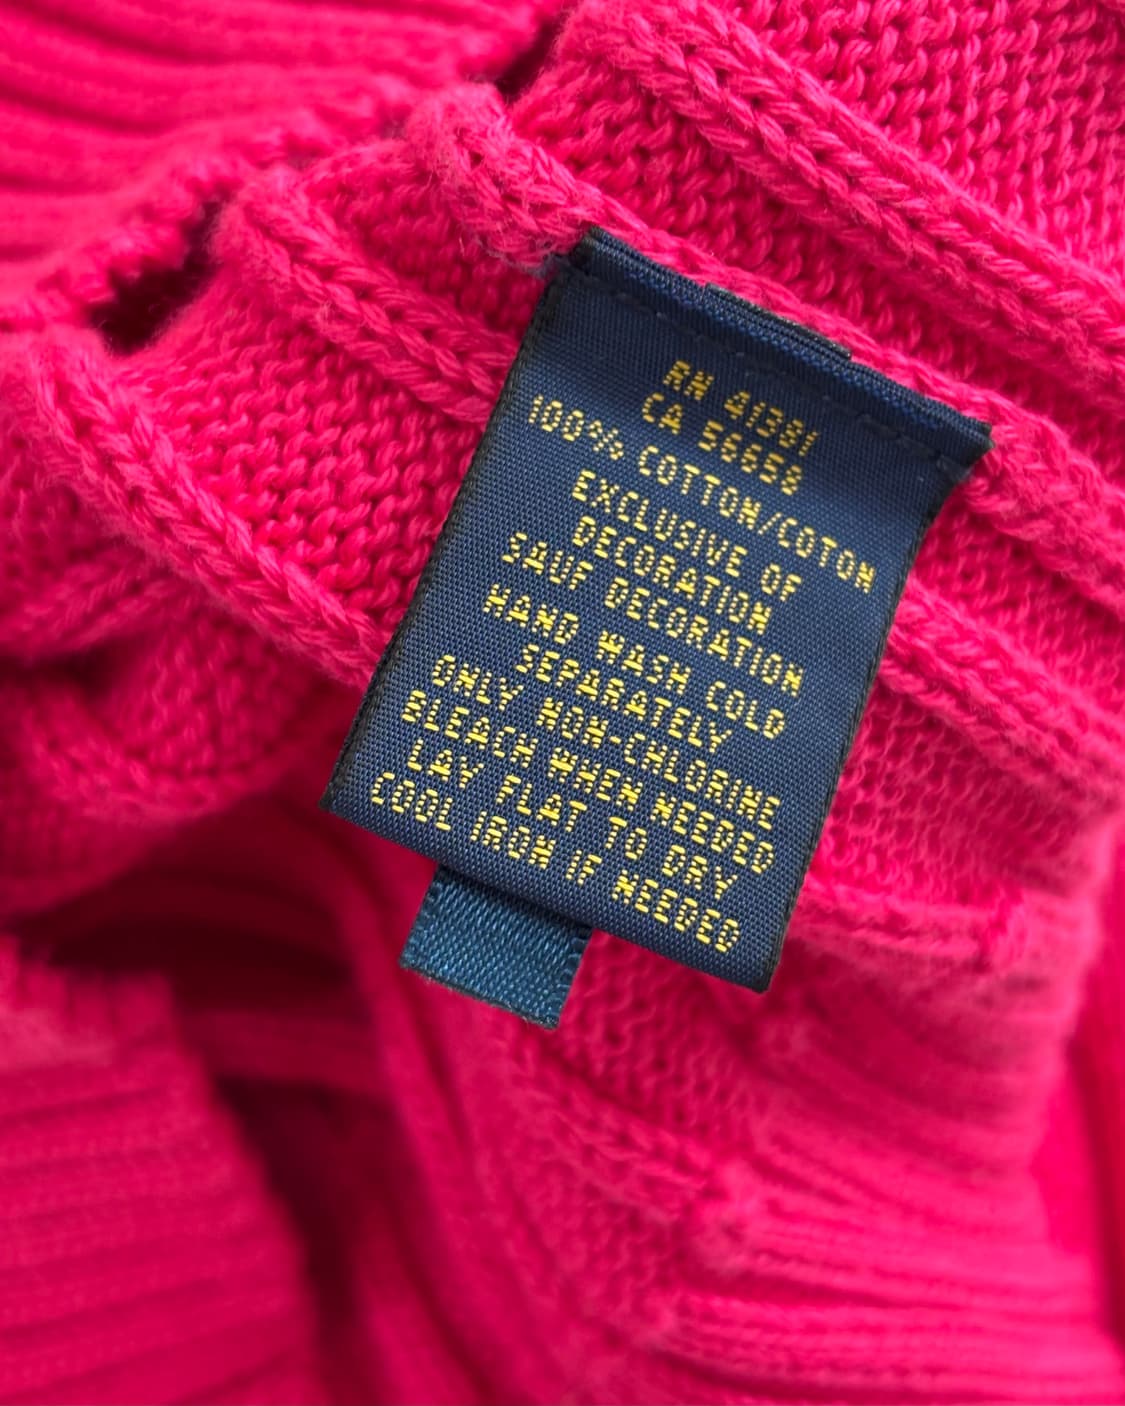 RN 41381
CA 56658
100% COTTON/COTON
EXCLUSIVE OF
DECORATION
SAUF DECORATION
HAND WASH COLD
SEPARATELY
ONLY NON-CHLORINE
BLEACH WHEN NEEDED
LAY FLAT TO DRY
COOL IRON IF NEEDED